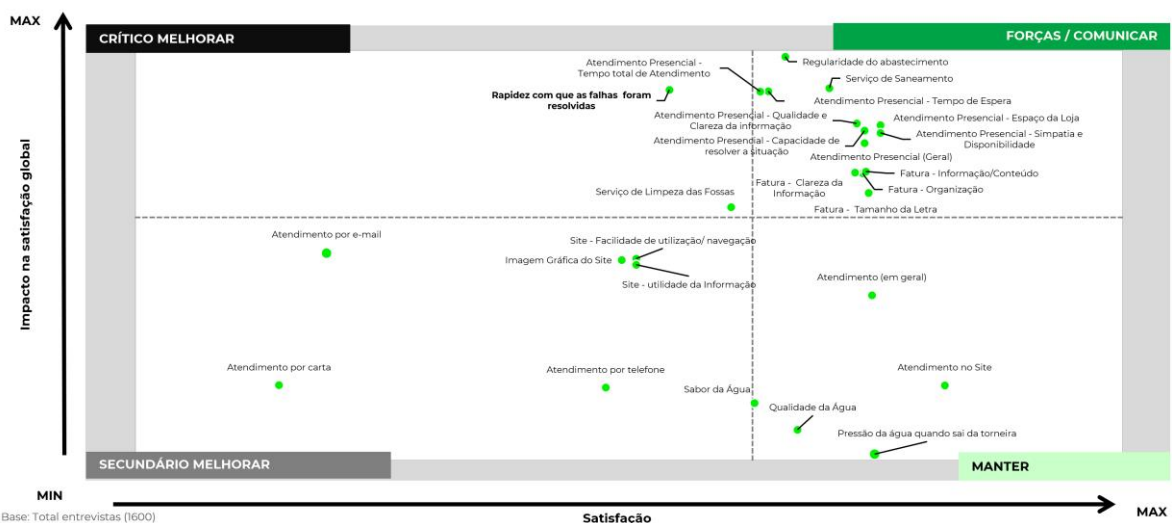 MAX
CRÍTICO MELHORAR
FORÇAS / COMUNICAR
Atendimento Presencial -
Tempo total de Atendimento
Regularidade do abastecimento
Serviço de Saneamento
Rapidez com que as falhas foram
resolvidas
Atendimento Presencial - Tempo de Espera
Atendimento Presencial - Qualidade e
Clareza da informação
Atendimento Presencial - Espaço da Loja
Atendimento Presencial - Simpatia e
Disponibilidade
Atendimento Presencial - Capacidade de
resolver a situação
Atendimento Presencial (Geral)
Fatura - Informação/Conteúdo
Fatura - Clareza da
Informação
Fatura - Organização
Serviço de Limpeza das Fossas
Fatura - Tamanho da Letra
Impacto na satisfação global
Atendimento por e-mail
Site - Facilidade de utilização/ navegação
Imagem Gráfica do Site
Site - utilidade da Informação
Atendimento (em geral)
Atendimento por carta
Atendimento por telefone
Atendimento no Site
Sabor da Água
Qualidade da Água
Pressão da água quando sai da torneira
SECUNDÁRIO MELHORAR
MANTER
MIN
Satisfação
MAX
Base: Total entrevistas (1600)